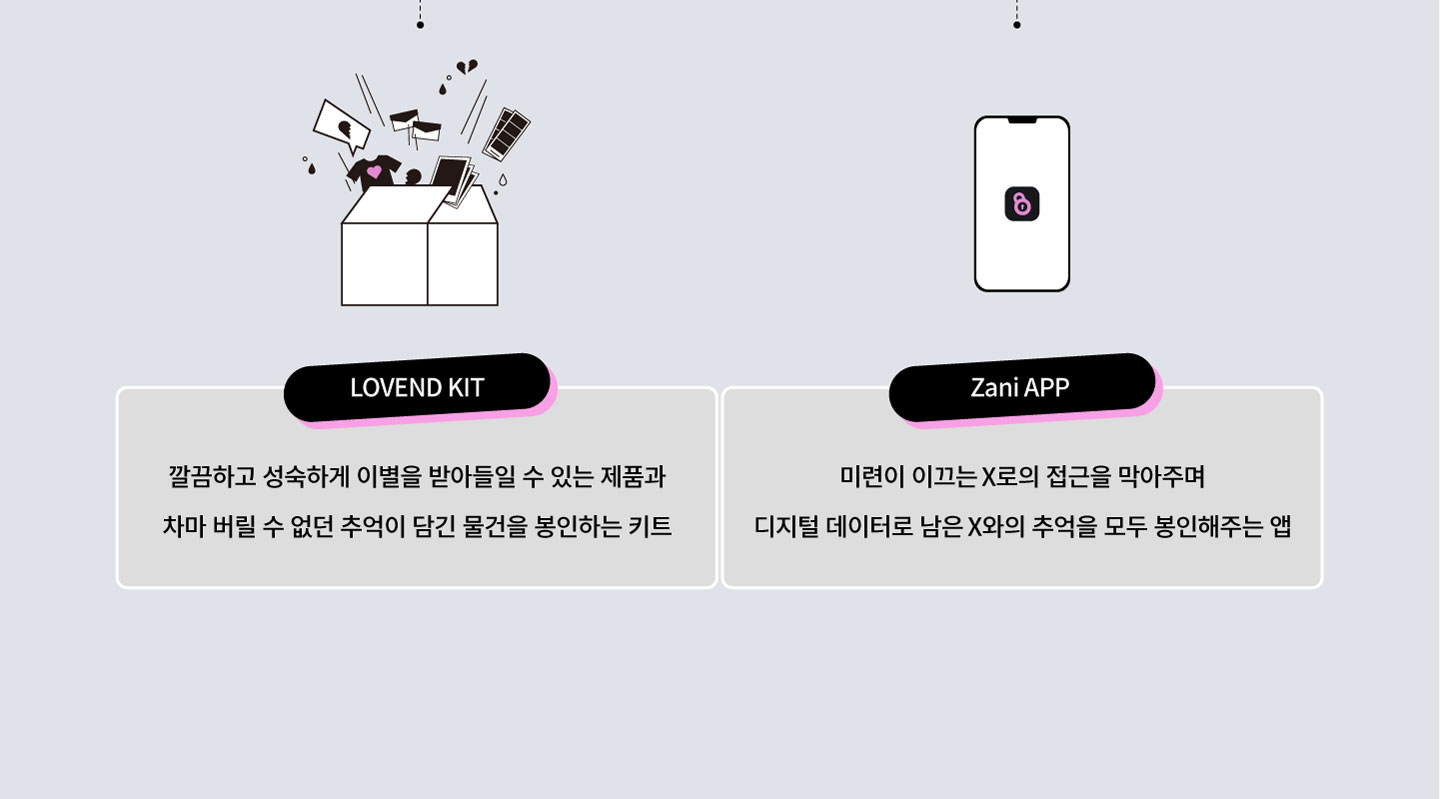 LOVEND KIT
깔끔하고 성숙하게 이별을 받아들일 수 있는 제품과
차마 버릴 수 없던 추억이 담긴 물건을 봉인하는 키트
Zani APP
미련이 이끄는 X로의 접근을 막아주며
디지털 데이터로 남은 X와의 추억을 모두 봉인해주는 앱